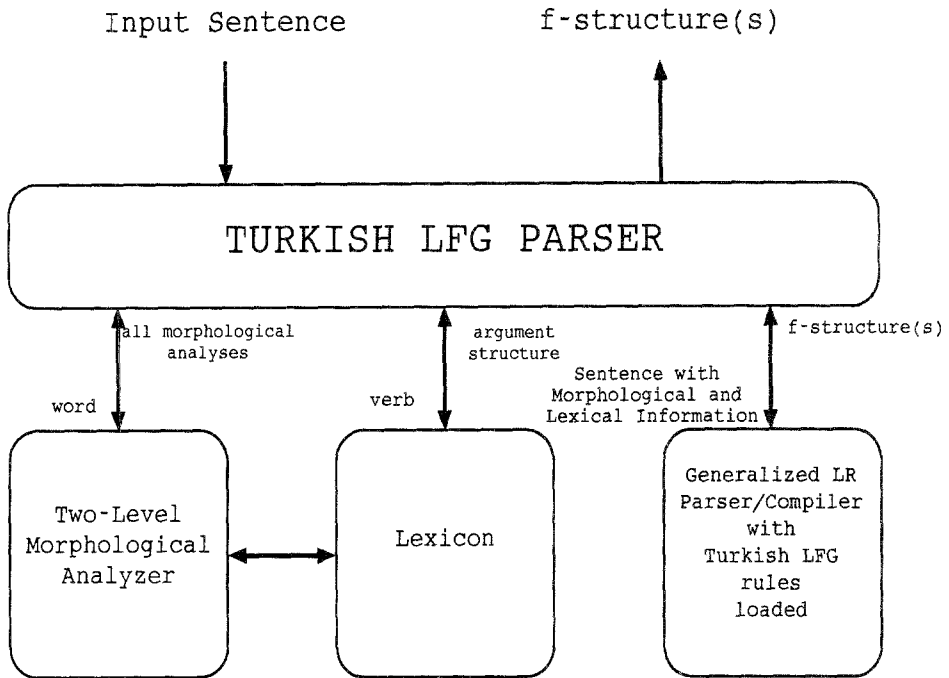 Input Sentence
f-structure(s)
TURKISH LFG PARSER
all morphological
analyses
word
argument
structure
verb
f-structure(s)
Sentence with
Morphological and
Lexical Information
Two-Level
Morphological
Analyzer
Lexicon
Generalized LR
Parser/Compiler
with
Turkish LFG
rules
loaded